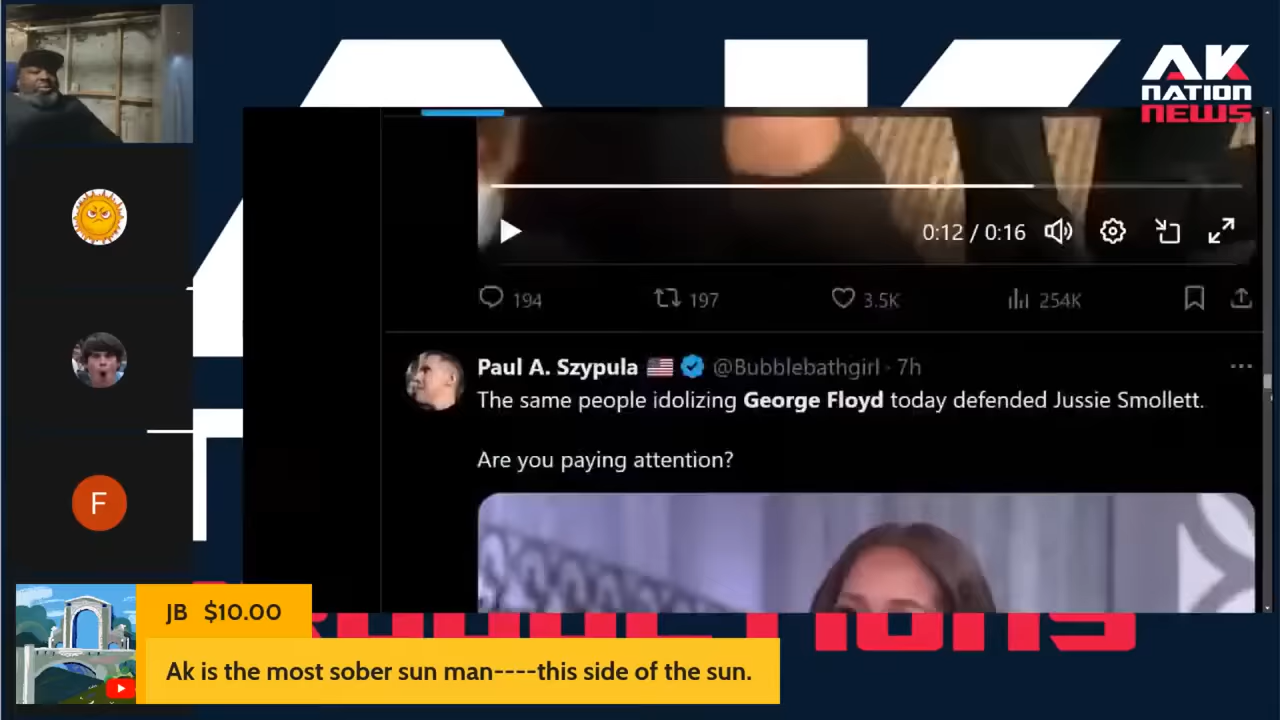 AK
NATION
NEWS
0:12 / 0:16
194
197
3.5K
254K
Paul A. Szypula @Bubblebathgirl · 7h
The same people idolizing George Floyd today defended Jussie Smollett.
Are you paying attention?
F
JB $10.00
Ak is the most sober sun man----this side of the sun.